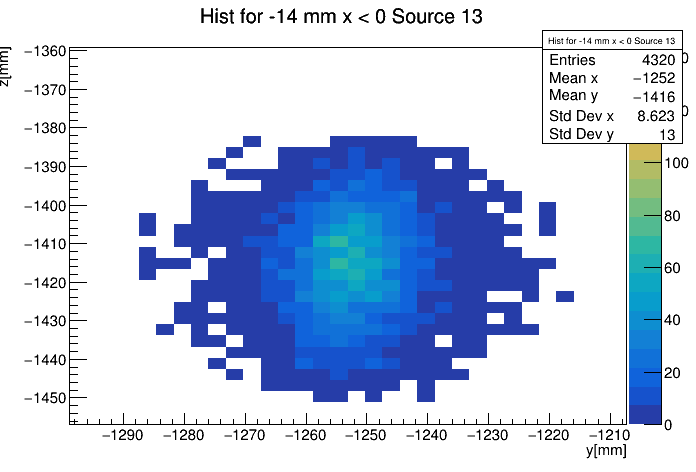 Hist for -14 mm x < 0 Source 13
z[mm]
−1360
−1370
−1380
−1390
−1400
−1410
−1420
−1430
−1440
−1450
−1290
−1280
−1270
−1260
−1250
−1240
−1230
−1220
−1210
y[mm]
Hist for -14 mm x < 0 Source 13
Entries 4320
Mean x −1252
Mean y −1416
Std Dev x 8.623
Std Dev y 13
100
80
60
40
20
0